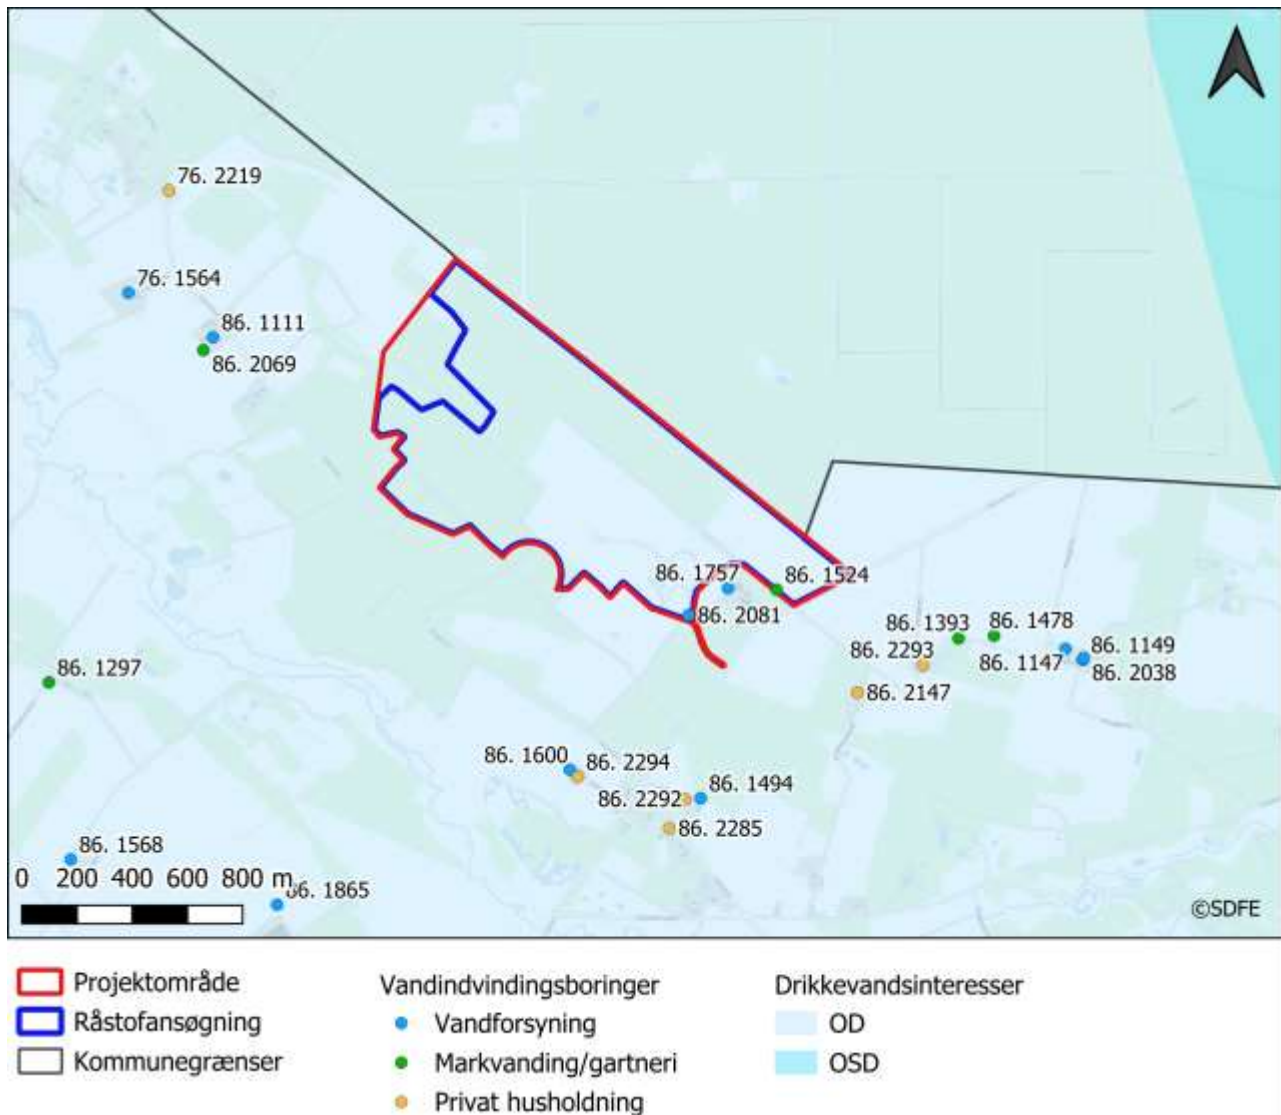 76. 2219
76. 1564
86. 1111
86. 2069
86. 1757
86. 1524
86. 2081
86. 1393
86. 1478
86. 2293
86. 1147
86. 1149
86. 2038
86. 2147
86. 1297
86. 1600
86. 2294
86. 2292
86. 1494
86. 2285
86. 1568
0 200 400 600 800 m
86. 1865
©SDFE
Projektområde
Råstofansøgning
Kommunegrænser
Vandindvindingsboringer
Vandforsyning
Markvanding/gartneri
Privat husholdning
Drikkevandsinteresser
OD
OSD